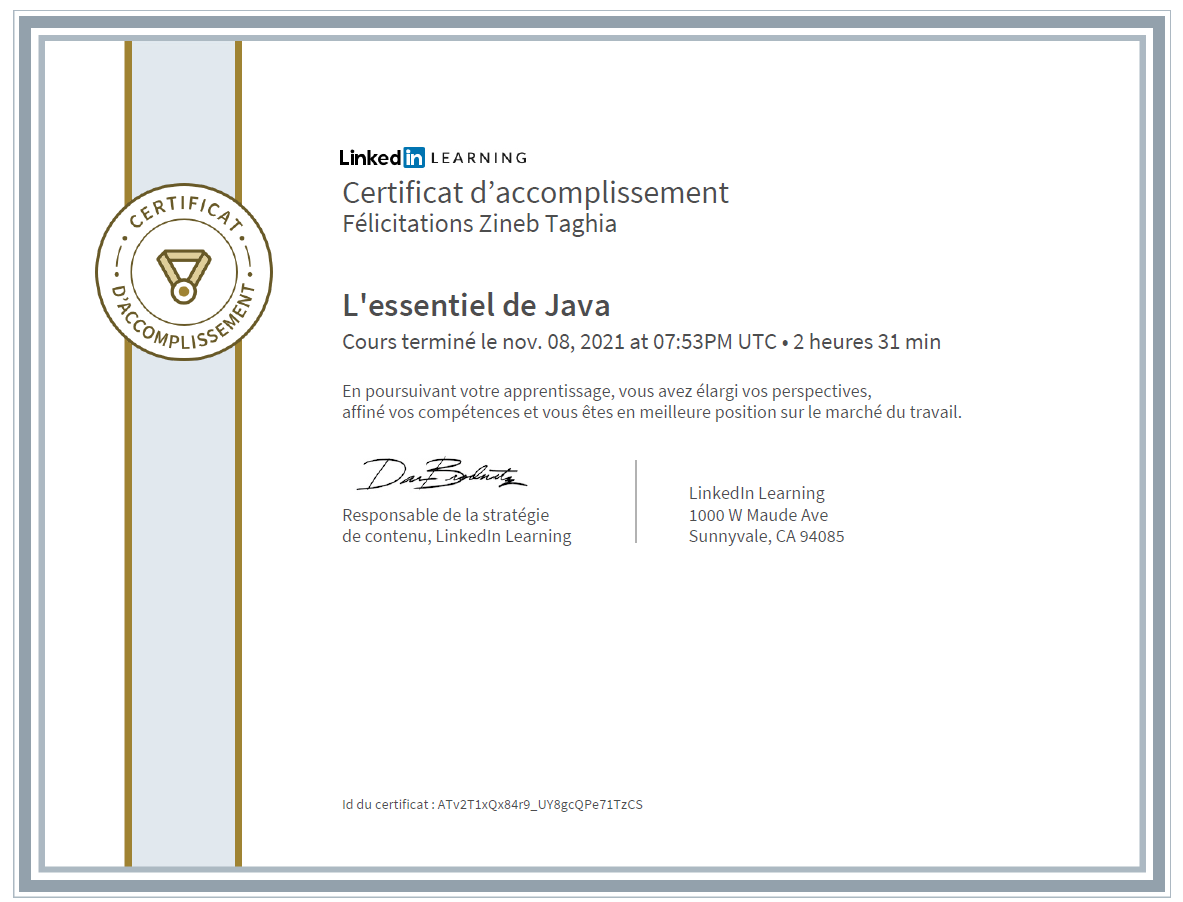 LinkedIn LEARNING
Certificat d’accomplissement
Félicitations Zineb Taghia
CERTIFICAT
D'ACCOMPLISSEMENT
L'essentiel de Java
Cours terminé le nov. 08, 2021 at 07:53PM UTC • 2 heures 31 min
En poursuivant votre apprentissage, vous avez élargi vos perspectives,
affiné vos compétences et vous êtes en meilleure position sur le marché du travail.
Responsable de la stratégie
de contenu, LinkedIn Learning
LinkedIn Learning
1000 W Maude Ave
Sunnyvale, CA 94085
Id du certificat : ATv2T1xQx84r9_UY8gcQPe71TzCS